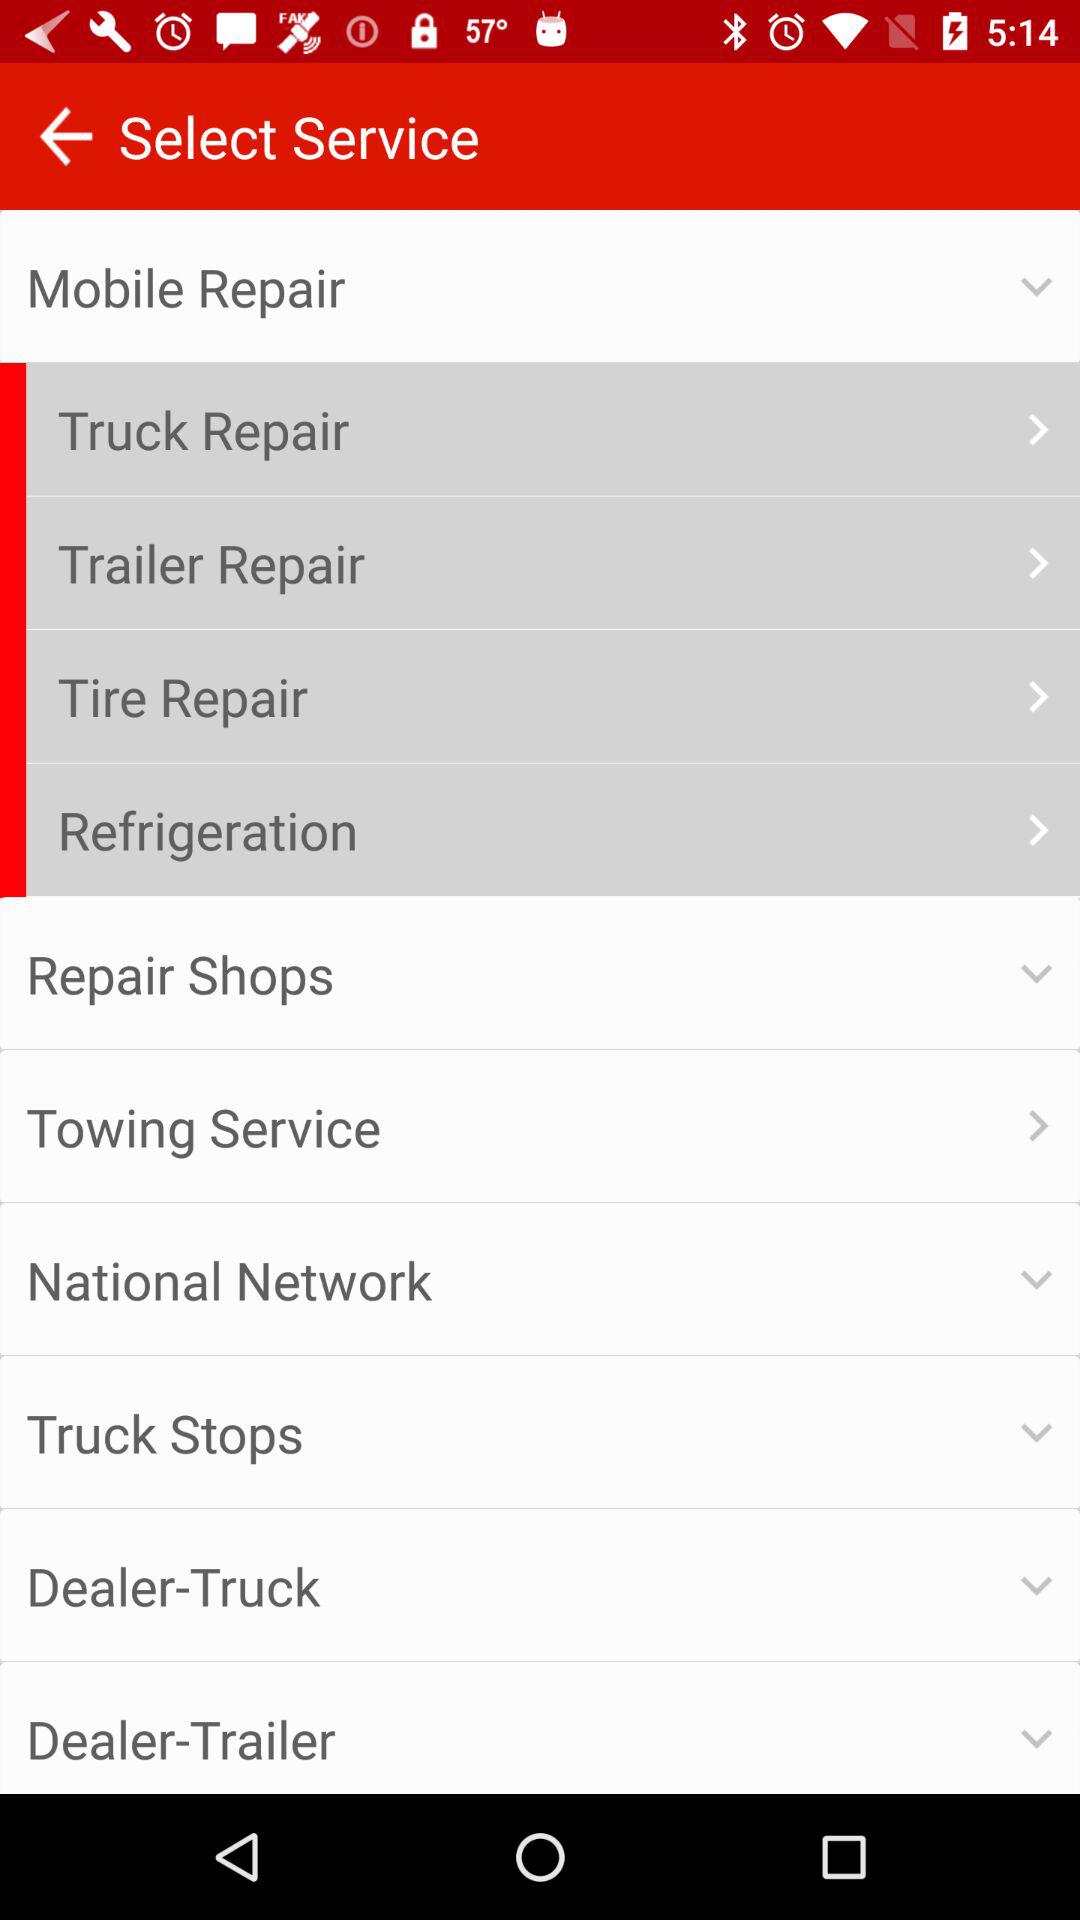 FAKE 57° 5:14
Select Service
Mobile Repair
Truck Repair
Trailer Repair
Tire Repair
Refrigeration
Repair Shops
Towing Service
National Network
Truck Stops
Dealer-Truck
Dealer-Trailer